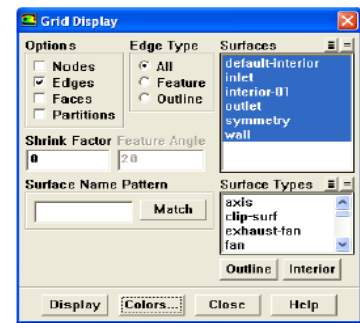 Grid Display
Options
Nodes
Edges
Faces
Partitions
Edge Type
All
Feature
Outline
Shrink Factor
0
Feature Angle
20
Surface Name Pattern
Match
Surfaces
default-interior
inlet
interior-01
outlet
symmetry
wall
Surface Types
axis
clip-surf
exhaust-fan
fan
Outline Interior
Display Colors... Close Help